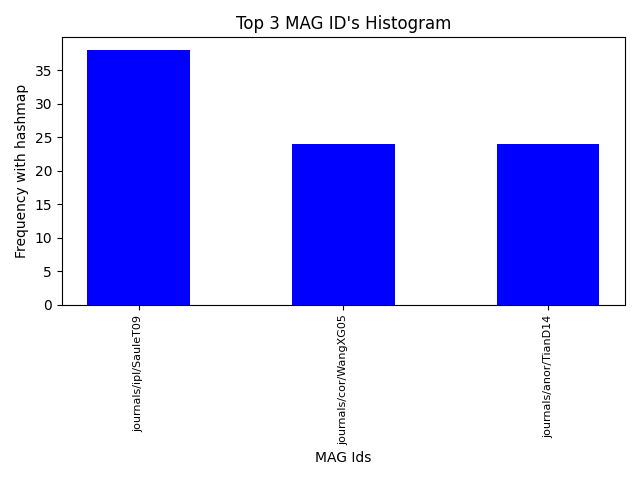 Top 3 MAG ID's Histogram
Frequency with hashmap
35
30
25
20
15
10
5
0
journals/ipl/SauleT09
journals/cor/WangXG05
journals/anor/TianD14
MAG Ids